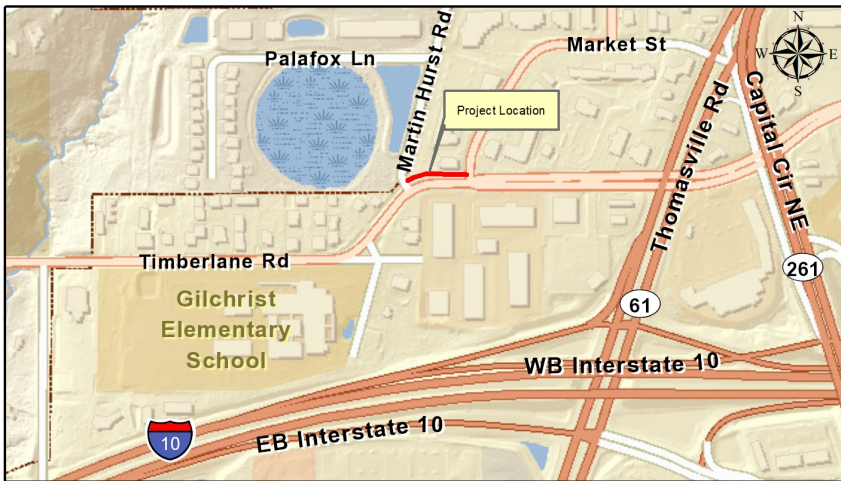 Market St
N
W E
S
Palafox Ln
Martin Hurst Rd
Project Location
Thomasville Rd
Capital Cir NE
Timberlane Rd
261
Gilchrist
Elementary
School
61
WB Interstate 10
10
EB Interstate 10